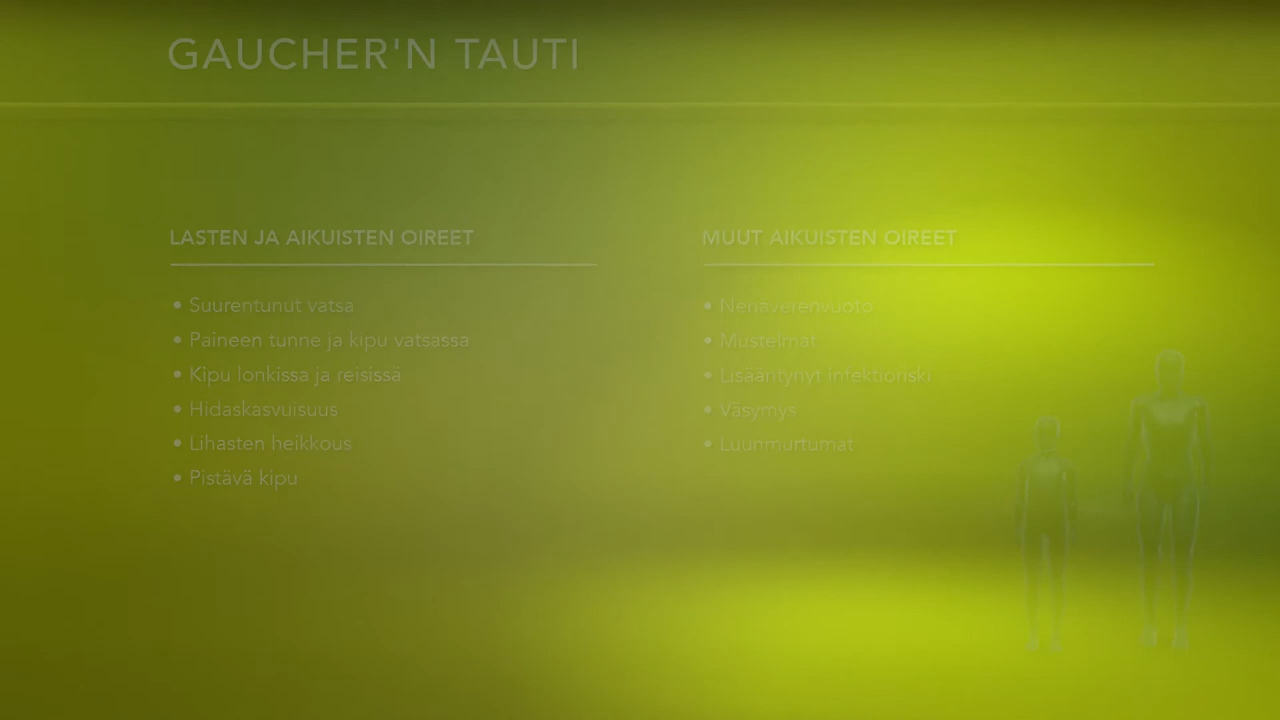 GAUCHER'N TAUTI
LASTEN JA AIKUISTEN OIREET
• Suurentunut vatsa
• Paineen tunne ja kipu vatsassa
• Kipu lonkissa ja reisissä
• Hidaskasvuisuus
• Lihasten heikkous
• Pistävä kipu
MUUT AIKUISTEN OIREET
• Nenäverenvuoto
• Mustelmat
• Lisääntynyt infektioriski
• Väsymys
• Luunmurtumat